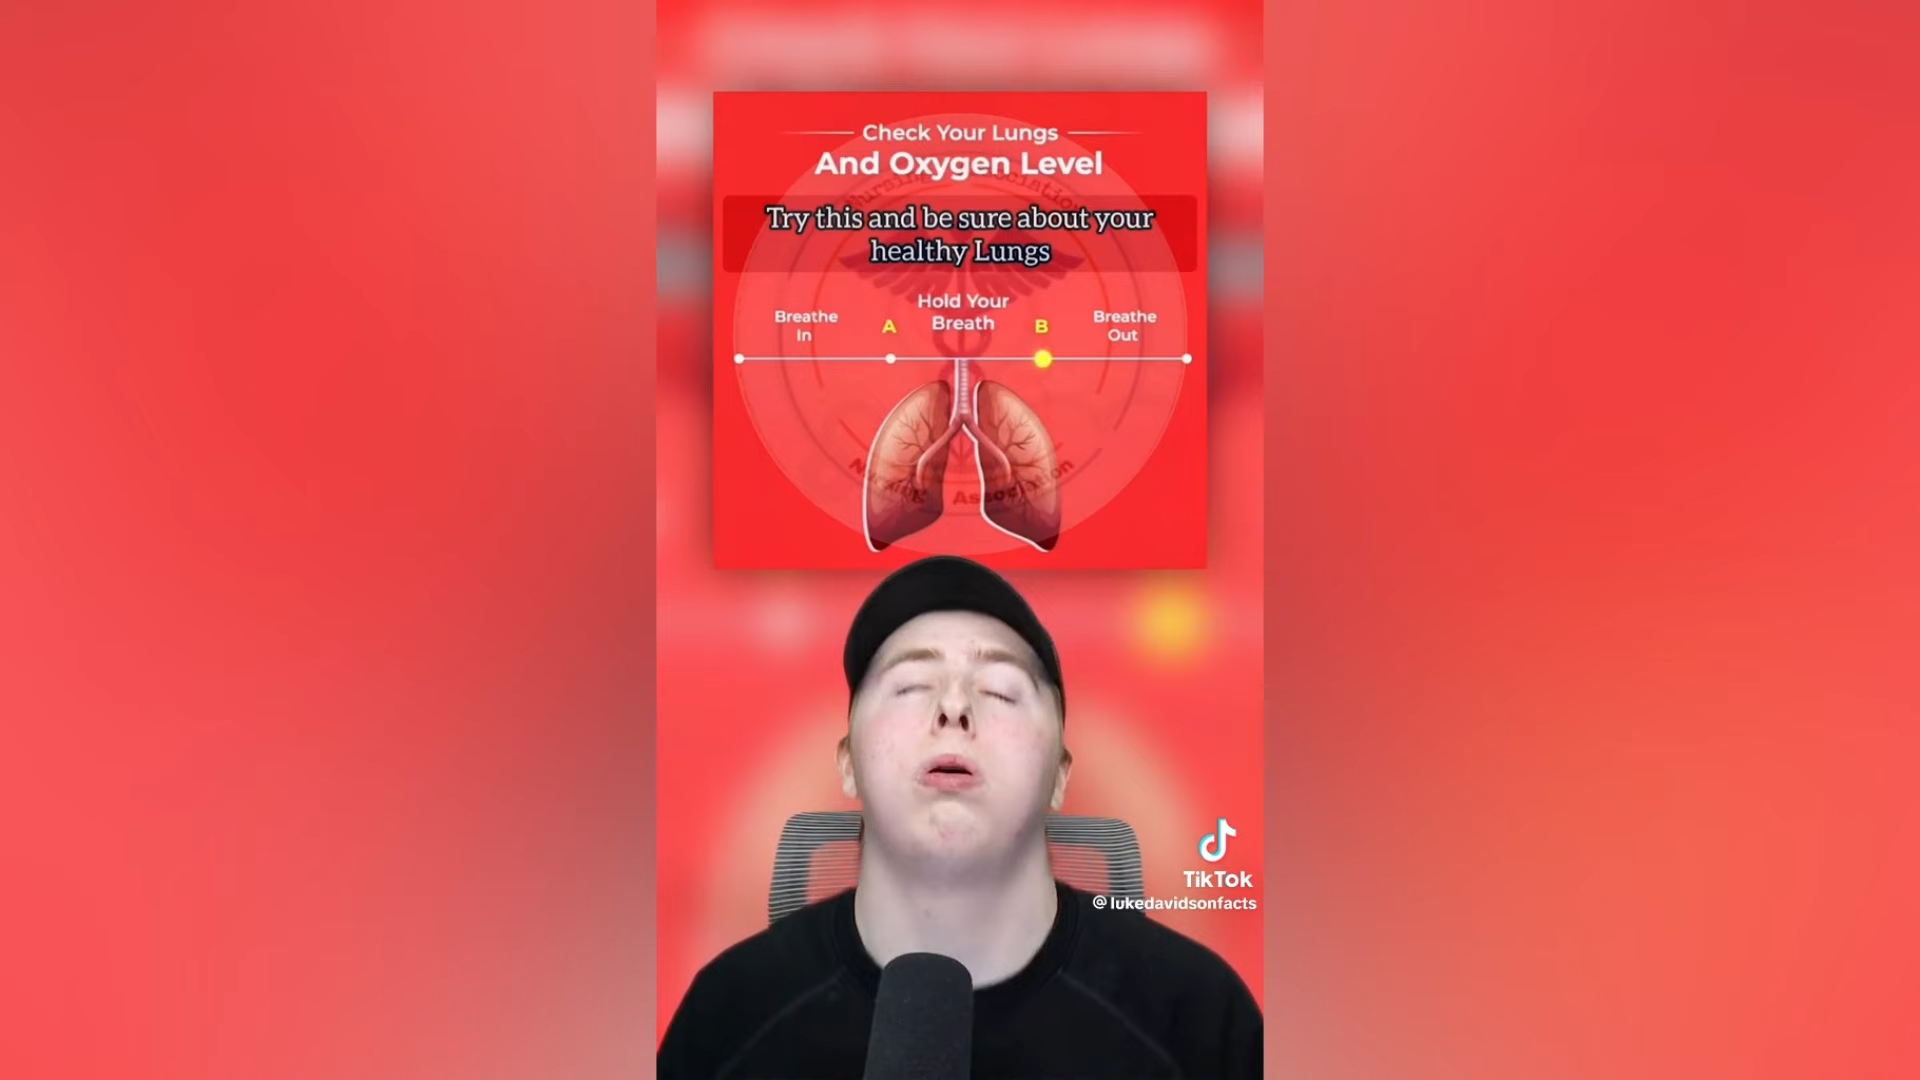 Check Your Lungs
And Oxygen Level
Try this and be sure about your
healthy Lungs
Breathe
In
A
Hold Your
Breath
B
Breathe
Out
Association
TikTok
@lukedavidsonfacts